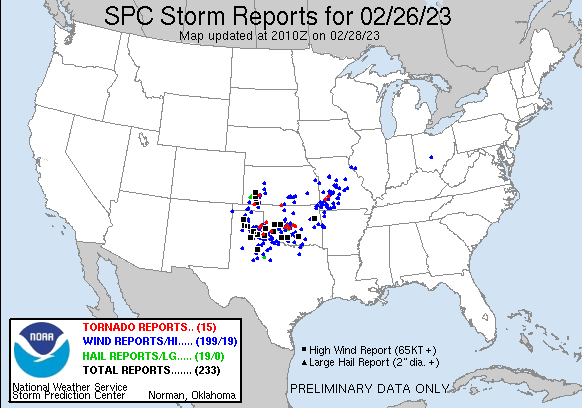 SPC Storm Reports for 02/26/23
Map updated at 2010Z on 02/28/23
TORNADO REPORTS.. (15)
WIND REPORTS/HI..... (199/19)
HAIL REPORTS/LG..... (19/0)
TOTAL REPORTS....... (233)
NOAA
National Weather Service
Storm Prediction Center Norman, Oklahoma
High Wind Report (65KT +)
Large Hail Report (2" dia. +)
PRELIMINARY DATA ONLY